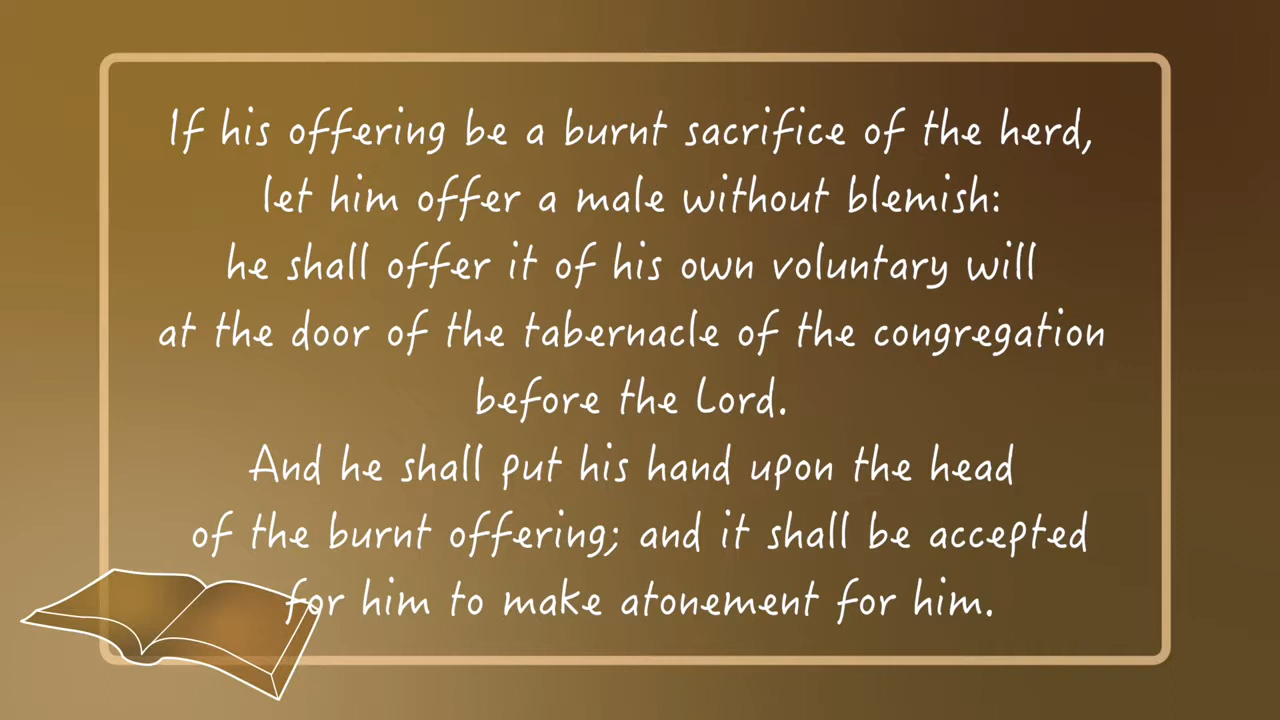 If his offering be a burnt sacrifice of the herd,
let him offer a male without blemish:
he shall offer it of his own voluntary will
at the door of the tabernacle of the congregation
before the Lord.
And he shall put his hand upon the head
of the burnt offering; and it shall be accepted
for him to make atonement for him.